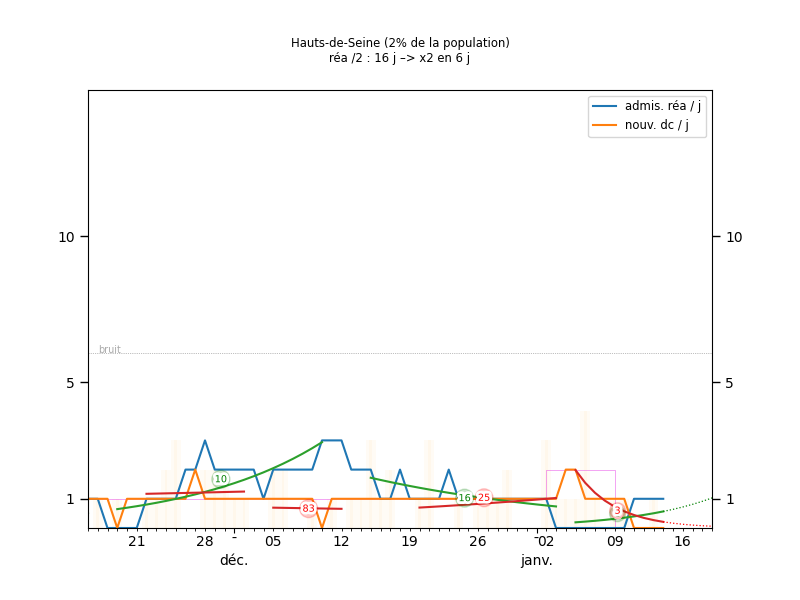 Hauts-de-Seine (2% de la population)
réa /2 : 16 j –> x2 en 6 j
admis. réa / j
nouv. dc / j
10 10
bruit
5 5
10
16 25
1 1
83
3
21 28 05 12 19 26 02 09 16
déc. janv.